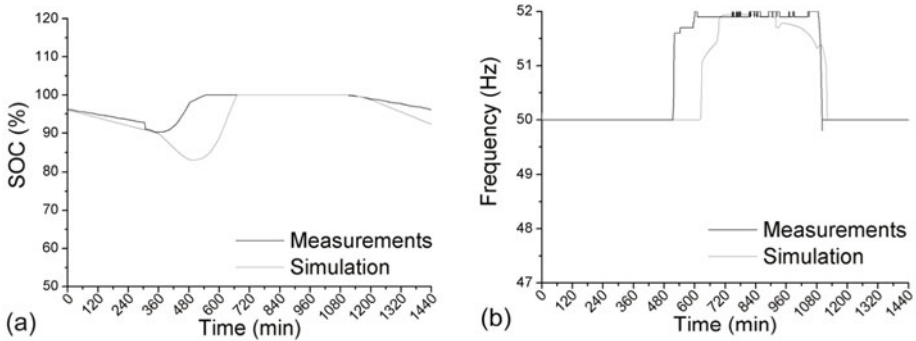 120
110
100
90
80
70
60
50
SOC (%)
Measurements
Simulation
0 120 240 360 480 600 720 840 960 1080 1200 1320 1440
Time (min)
(a)
52
51
50
49
48
47
Frequency (Hz)
Measurements
Simulation
0 120 240 360 480 600 720 840 960 1080 1200 1320 1440
Time (min)
(b)